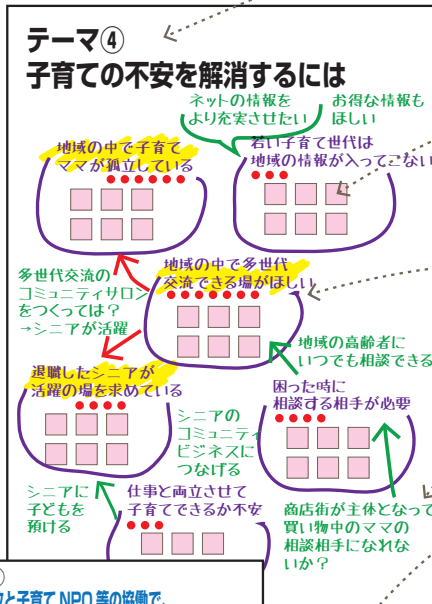 テーマ④
子育ての不安を解消するには
ネットの情報を
より充実させたい
お得な情報も
ほしい
地域の中で子育て
ママが孤立している
若い子育て世代は
地域の情報が入ってこない
多世代交流の
コミュニティサロン
をつくっては?
→シニアが活躍
地域の中で多世代
交流できる場がほしい
地域の高齢者に
いつでも相談できる
退職したシニアが
活躍の場を求めている
困った時に
相談する相手が必要
シニアの
コミュニティ
ビジネスに
つなげる
シニアに
子どもを
預ける
仕事と両立させて
子育てできるか不安
商店街が主体となって
買い物中のママの
相談相手になれな
いか?
と子育て NPO 等の協働で、